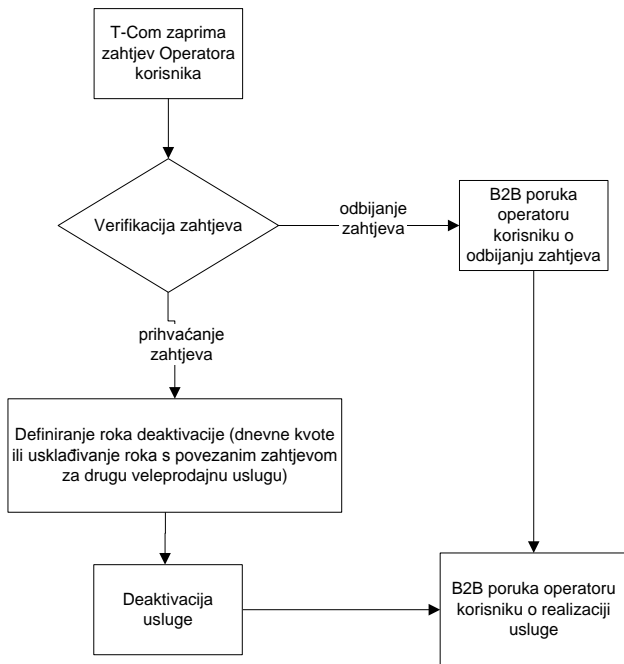 T-Com zaprima
zahtjev Operatora
korisnika
Verifikacija zahtjeva
odbijanje
zahtjeva
B2B poruka
operatoru
korisniku o
odbijanju zahtjeva
prihvaćanje
zahtjeva
Definiranje roka deaktivacije (dnevne kvote
ili usklađivanje roka s povezanim zahtjevom
za drugu veleprodajnu uslugu)
Deaktivacija
usluge
B2B poruka operatoru
korisniku o realizaciji
usluge